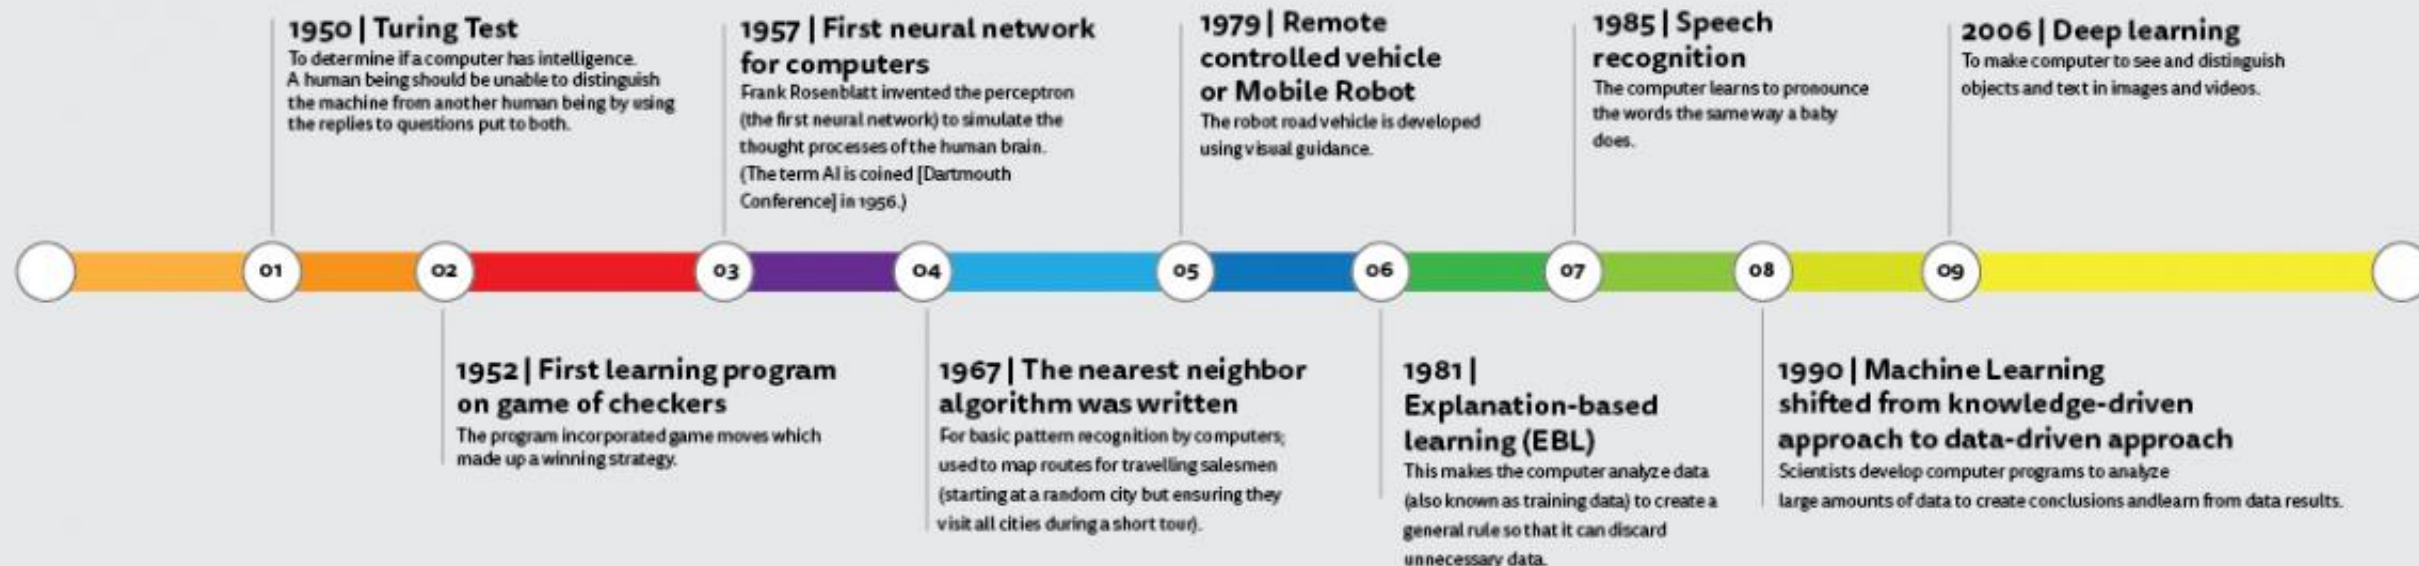 1950 | Turing Test
To determine if a computer has intelligence.
A human being should be unable to distinguish
the machine from another human being by using
the replies to questions put to both.
1957 | First neural network
for computers
Frank Rosenblatt invented the perceptron
(the first neural network) to simulate the
thought processes of the human brain.
(The term AI is coined [Dartmouth
Conference] in 1956.)
1979 | Remote
controlled vehicle
or Mobile Robot
The robot road vehicle is developed
using visual guidance.
1985 | Speech
recognition
The computer learns to pronounce
the words the same way a baby
does.
2006 | Deep learning
To make computer to see and distinguish
objects and text in images and videos.
01
02
03
04
05
06
07
08
09
1952 | First learning program
on game of checkers
The program incorporated game moves which
made up a winning strategy.
1967 | The nearest neighbor
algorithm was written
For basic pattern recognition by computers;
used to map routes for travelling salesmen
(starting at a random city but ensuring they
visit all cities during a short tour).
1981 |
Explanation-based
learning (EBL)
This makes the computer analyze data
(also known as training data) to create a
general rule so that it can discard
unnecessary data.
1990 | Machine Learning
shifted from knowledge-driven
approach to data-driven approach
Scientists develop computer programs to analyze
large amounts of data to create conclusions andlearn from data results.